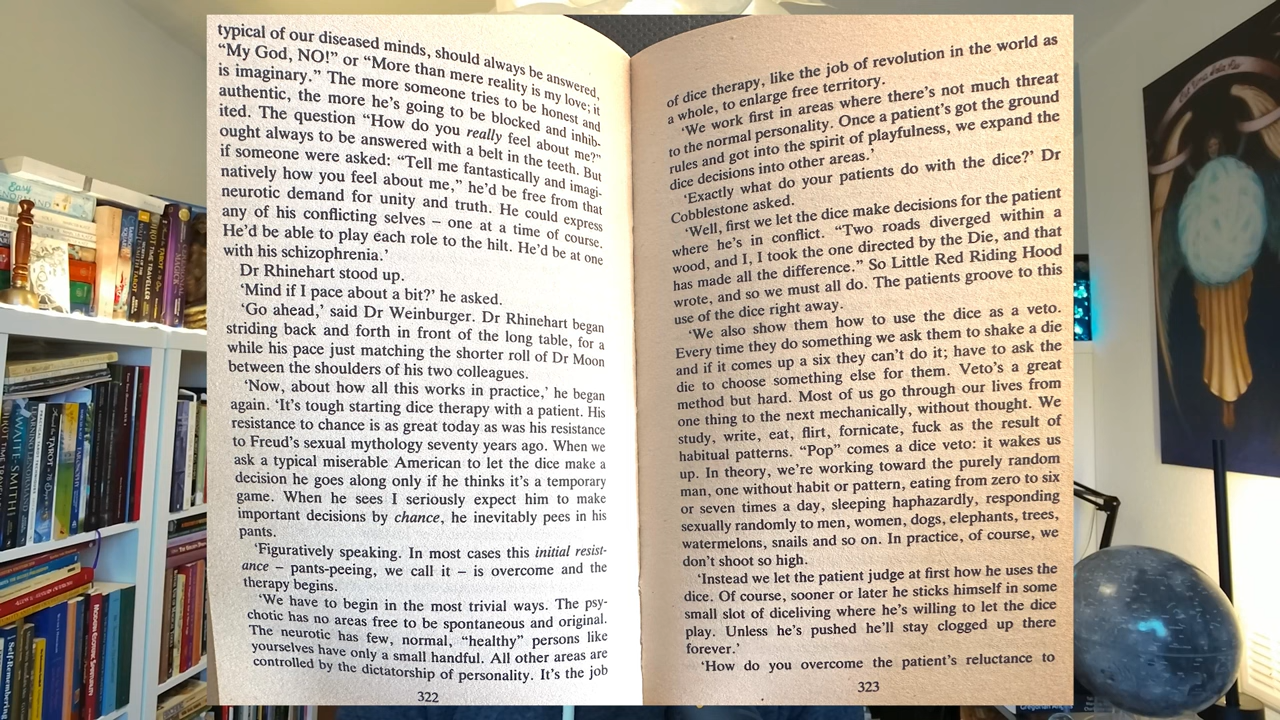 typical of our diseased minds, should always be answered,
“My God, NO!” or “More than mere reality is my love; it
is imaginary.” The more someone tries to be honest and
authentic, the more he’s going to be blocked and inhib-
ited. The question “How do you really feel about me?”
ought always to be answered with a belt in the teeth. But
if someone were asked: “Tell me fantastically and imagi-
natively how you feel about me,” he’d be free from that
neurotic demand for unity and truth. He could express
any of his conflicting selves – one at a time of course.
He’d be able to play each role to the hilt. He’d be at one
with his schizophrenia.’
Dr Rhinehart stood up.
‘Mind if I pace about a bit?’ he asked.
‘Go ahead,’ said Dr Weinburger. Dr Rhinehart began
striding back and forth in front of the long table, for a
while his pace just matching the shorter roll of Dr Moon
between the shoulders of his two colleagues.
‘Now, about how all this works in practice,’ he began
again. ‘It’s tough starting dice therapy with a patient. His
resistance to chance is as great today as was his resistance
to Freud’s sexual mythology seventy years ago. When we
ask a typical miserable American to let the dice make a
decision he goes along only if he thinks it’s a temporary
game. When he sees I seriously expect him to make
important decisions by chance, he inevitably pees in his
pants.
‘Figuratively speaking. In most cases this initial resist-
ance – pants-peeing, we call it – is overcome and the
therapy begins.
‘We have to begin in the most trivial ways. The psy-
chotic has no areas free to be spontaneous and original.
The neurotic has few, normal, “healthy” persons like
yourselves have only a small handful. All other areas are
controlled by the dictatorship of personality. It’s the job
322
of dice therapy, like the job of revolution in the world as
a whole, to enlarge free territory.
‘We work first in areas where there’s not much threat
to the normal personality. Once a patient’s got the ground
rules and got into the spirit of playfulness, we expand the
dice decisions into other areas.’
‘Exactly what do your patients do with the dice?’ Dr
Cobblestone asked.
‘Well, first we let the dice make decisions for the patient
where he’s in conflict. “Two roads diverged within a
wood, and I, I took the one directed by the Die, and that
has made all the difference.” So Little Red Riding Hood
wrote, and so we must all do. The patients groove to this
use of the dice right away.
‘We also show them how to use the dice as a veto.
Every time they do something we ask them to shake a die
and if it comes up a six they can’t do it; have to ask the
die to choose something else for them. Veto’s a great
method but hard. Most of us go through our lives from
one thing to the next mechanically, without thought. We
study, write, eat, flirt, fornicate, fuck as the result of
habitual patterns. “Pop” comes a dice veto: it wakes us
up. In theory, we’re working toward the purely random
man, one without habit or pattern, eating from zero to six
or seven times a day, sleeping haphazardly, responding
sexually randomly to men, women, dogs, elephants, trees,
watermelons, snails and so on. In practice, of course, we
don’t shoot so high.
‘Instead we let the patient judge at first how he uses the
dice. Of course, sooner or later he sticks himself in some
small slot of diceliving where he’s willing to let the dice
play. Unless he’s pushed he’ll stay clogged up there
forever.’
‘How do you overcome the patient’s reluctance to
323